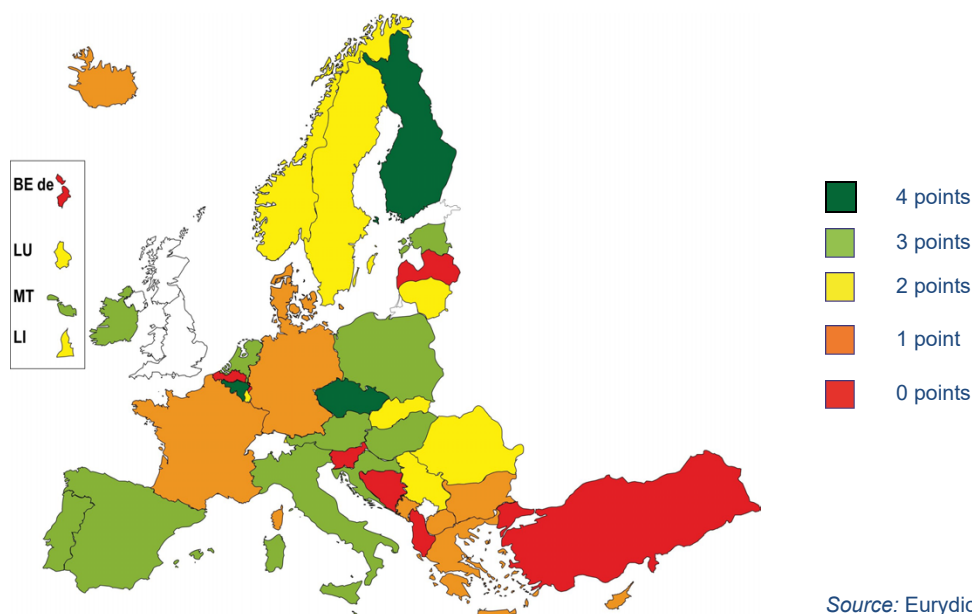 BE de
LU
MT
LI
4 points
3 points
2 points
1 point
0 points
Source: Eurydic